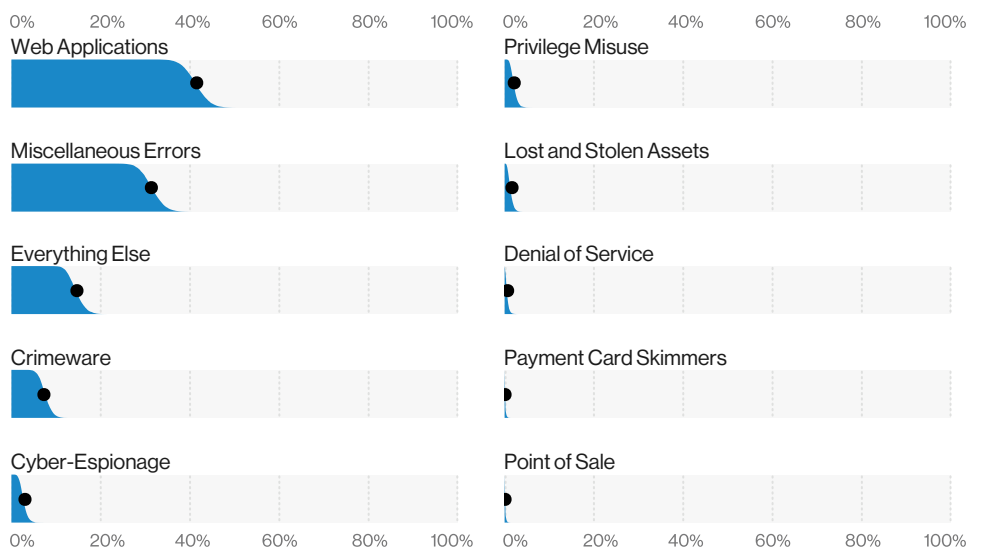 0% 20% 40% 60% 80% 100%
0% 20% 40% 60% 80% 100%
Web Applications
Privilege Misuse
Miscellaneous Errors
Lost and Stolen Assets
Everything Else
Denial of Service
Crimeware
Payment Card Skimmers
Cyber-Espionage
Point of Sale
0% 20% 40% 60% 80% 100%
0% 20% 40% 60% 80% 100%